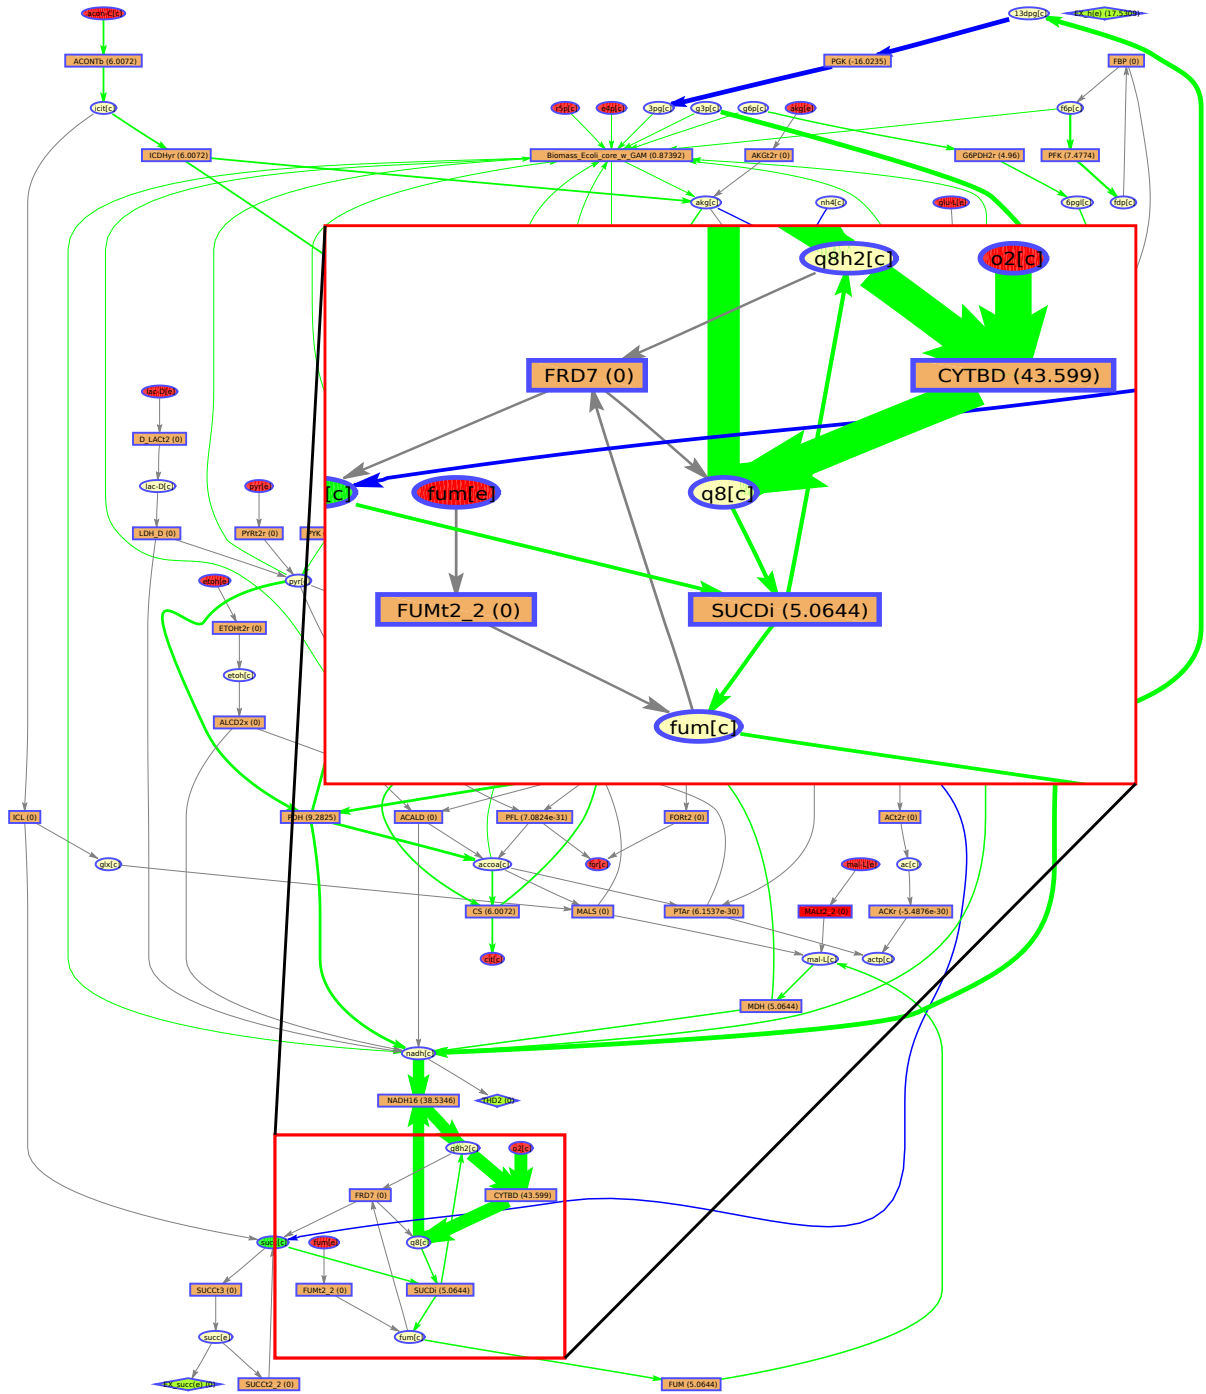 acon-C[c]
13dpg[c]
EX_h(e) (17.5309)
ACONTb (6.0072)
PGK (-16.0235)
FBP (0)
icit[c]
r5p[c]
e4p[c]
3pg[c]
g3p[c]
g6p[c]
akg[e]
f6p[c]
ICDHyr (6.0072)
Biomass_Ecoli_core_w_GAM (0.87392)
AKGt2r (0)
G6PDH2r (4.96)
PFK (7.4774)
akg[c]
nh4[c]
glu-L[e]
6pgl[c]
fdp[c]
q8h2[c]
o2[c]
FRD7 (0)
CYTBD (43.599)
lac-D[e]
D_LACt2 (0)
[c]
fum[e]
q8[c]
lac-D[c]
pyr[e]
LDH_D (0)
PYRt2r (0)
PYK
pyr[c
etoh[e]
FUMt2_2 (0)
SUCDi (5.0644)
ETOHt2r (0)
etoh[c]
ALCD2x (0)
fum[c]
ICL (0)
PDH (9.2825)
ACALD (0)
PFL (7.0824e-31)
FORt2 (0)
ACt2r (0)
glx[c]
accoa[c]
for[c]
mal-L[e]
ac[c]
CS (6.0072)
MALS (0)
PTAr (6.1537e-30)
MALt2_2 (0)
ACKr (-5.4876e-30)
cit[c]
mal-L[c]
actp[c]
MDH (5.0644)
nadh[c]
NADH16 (38.5346)
THD2 (0)
q8h2[c]
o2[c]
FRD7 (0)
CYTBD (43.599)
succ[c]
fum[e]
q8[c]
SUCCt3 (0)
FUMt2_2 (0)
SUCDi (5.0644)
succ[e]
fum[c]
EX_succ(e) (0)
SUCCt2_2 (0)
FUM (5.0644)